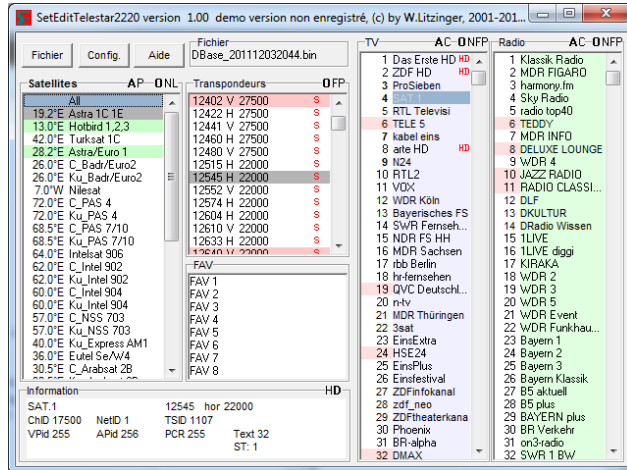 SetEditTelestar2220 version 1.00 demo version non enregistré, (c) by W.Litzinger, 2001-201...
Fichier
Config.
Aide
Fichier
DBase_201112032044.bin
Satellites AP ONL
All
19.2°E Astra 1C 1E
13.0°E Hotbird 1,2,3
42.0°E Turksat 1C
28.2°E Astra/Euro 1
26.0°E C_Badr/Euro2
26.0°E Ku_Badr/Euro2
7.0°W Nilesat
72.0°E C_PAS 4
72.0°E Ku_PAS 4
68.5°E C_PAS 7/10
68.5°E Ku_PAS 7/10
64.0°E Intelsat 906
62.0°E C_Intel 902
62.0°E Ku_Intel 902
60.0°E C_Intel 904
60.0°E Ku_Intel 904
57.0°E C_NSS 703
57.0°E Ku_NSS 703
40.0°E Ku_Express AM1
36.0°E Eutel Se/W4
30.5°E C_Arabsat 2B
Transpondeurs OFP
12402 V 27500 S
12422 H 27500 S
12441 V 27500 S
12460 H 27500 S
12480 V 27500 S
12515 H 22000 S
12545 H 22000 S
12552 V 22000 S
12574 H 22000 S
12604 H 22000 S
12610 V 22000 S
12633 H 22000 S
12640 V 22000 S
FAV
FAV 1
FAV 2
FAV 3
FAV 4
FAV 5
FAV 6
FAV 7
FAV 8
Information HD
SAT.1 12545 hor 22000
ChID 17500 NetID 1 TSID 1107
VPid 255 APid 256 PCR 255 Text 32
ST: 1
TV AC ONFP
1 Das Erste HD HD
2 ZDF HD HD
3 ProSieben
4 SAT.1
5 RTL Televisi
6 TELE 5
7 kabel eins
8 arte HD HD
9 N24
10 RTL2
11 VOX
12 WDR Köln
13 Bayerisches FS
14 SWR Fernseh...
15 NDR FS HH
16 MDR Sachsen
17 rbb Berlin
18 hr-fernsehen
19 QVC Deutschl...
20 n-tv
21 MDR Thüringen
22 3sat
23 EinsExtra
24 HSE24
25 EinsPlus
26 Einsfestival
27 ZDFinfokanal
28 zdf_neo
29 ZDFtheaterkana
30 Phoenix
31 BR-alpha
32 DMAX
Radio AC ONFP
1 Klassik Radio
2 MDR FIGARO
3 harmony.fm
4 Sky Radio
5 radio top40
6 TEDDY
7 MDR INFO
8 DELUXE LOUNGE
9 WDR 4
10 JAZZ RADIO
11 RADIO CLASSI...
12 DLF
13 DKULTUR
14 DRadio Wissen
15 1LIVE
16 1LIVE diggi
17 KIRAKA
18 WDR 2
19 WDR 3
20 WDR 5
21 WDR Event
22 WDR Funkhau...
23 Bayern 1
24 Bayern 2
25 Bayern 3
26 Bayern Klassik
27 B5 aktuell
28 B5 plus
29 BAYERN plus
30 BR Verkehr
31 on3-radio
32 SWR 1 BW